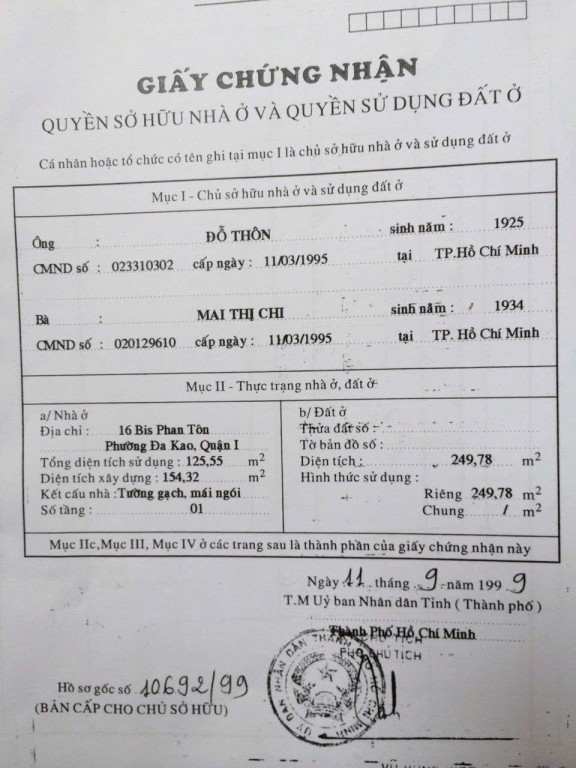 GIẤY CHỨNG NHẬN
QUYỀN SỞ HỮU NHÀ Ở VÀ QUYỀN SỬ DỤNG ĐẤT Ở
Cá nhân hoặc tổ chức có tên ghi tại mục I là chủ sở hữu nhà ở và sử dụng đất ở
Mục I - Chủ sở hữu nhà ở và sử dụng đất ở
Ông : ĐỖ THÔN sinh năm : 1925
CMND số : 023310302 cấp ngày : 11/03/1995 tại TP.Hồ Chí Minh
Bà : MAI THỊ CHI sinh năm : 1934
CMND số : 020129610 cấp ngày : 11/03/1995 tại TP. Hồ Chí Minh
Mục II - Thực trạng nhà ở, đất ở
a/ Nhà ở
Địa chỉ : 16 Bis Phan Tôn
Phường Đa Kao, Quận I
Tổng diện tích sử dụng : 125,55 m2
Diện tích xây dựng : 154,32 m2
Kết cấu nhà : Tường gạch, mái ngói
Số tầng : 01
b/ Đất ở
Thửa đất số :
Tờ bản đồ số :
Diện tích : 249,78 m2
Hình thức sử dụng :
Riêng 249,78 m2
Chung / m2
Mục IIc, Mục III, Mục IV ở các trang sau là thành phần của giấy chứng nhận này
Ngày 11 tháng 9 năm 1999
T.M Uỷ ban Nhân dân Tỉnh ( Thành phố )
Thành Phố Hồ Chí Minh
PHÓ CHỦ TỊCH
Hồ sơ gốc số 10692/99
(BẢN CẤP CHO CHỦ SỞ HỮU)